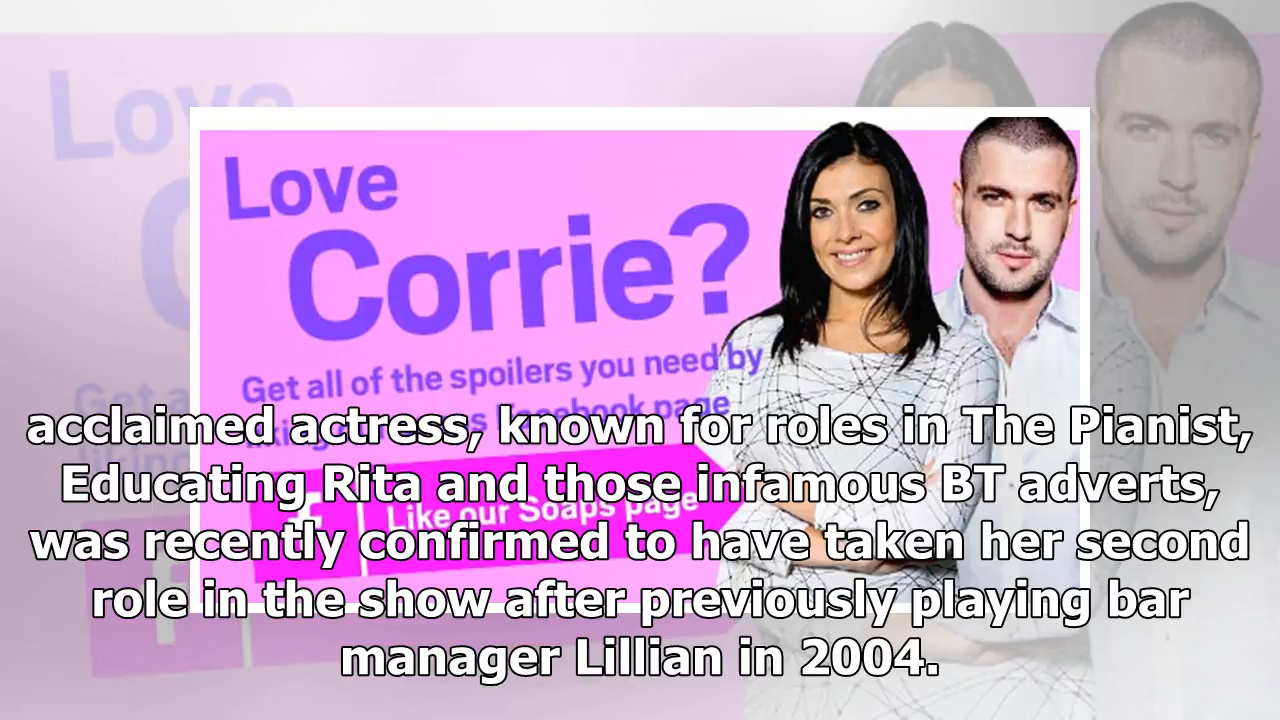 Love
Corrie?
Get all of the spoilers you need by
Facebook page
Like our Soaps page
acclaimed actress, known for roles in The Pianist,
Educating Rita and those infamous BT adverts,
was recently confirmed to have taken her second
role in the show after previously playing bar
manager Lillian in 2004.